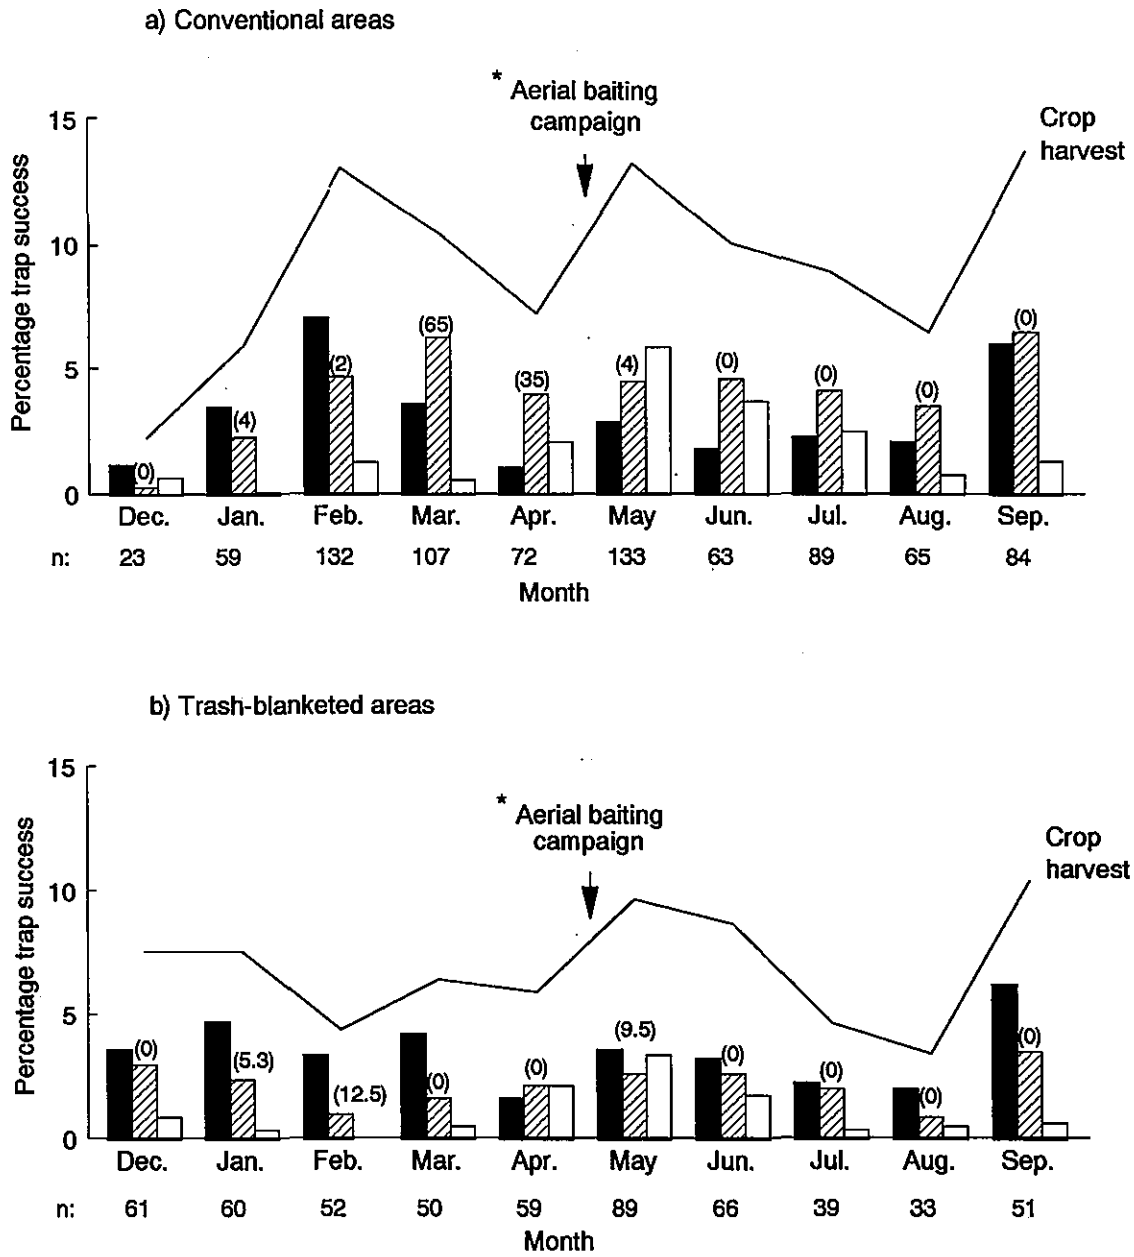 a) Conventional areas
* Aerial baiting
campaign
Crop
harvest
Percentage trap success
15
10
5
0
(0)
(4)
(2)
(65)
(35)
(4)
(0)
(0)
(0)
(0)
Dec. Jan. Feb. Mar. Apr. May Jun. Jul. Aug. Sep.
n: 23 59 132 107 72 133 63 89 65 84
Month
b) Trash-blanketed areas
* Aerial baiting
campaign
Crop
harvest
Percentage trap success
15
10
5
0
(0)
(5.3)
(12.5)
(0)
(0)
(9.5)
(0)
(0)
(0)
(0)
Dec. Jan. Feb. Mar. Apr. May Jun. Jul. Aug. Sep.
n: 61 60 52 50 59 89 66 39 33 51
Month